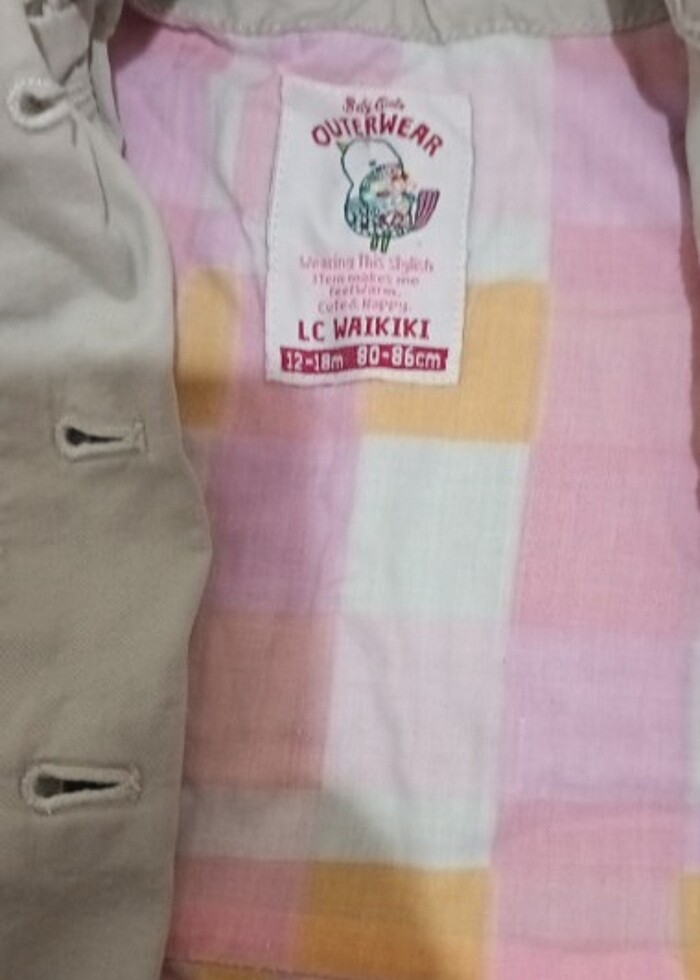 Baby Girls
OUTERWEAR
Wearing This Stylish
Item makes me
feel Warm,
Cute & Happy.
LC WAIKIKI
12-18m 80-86cm